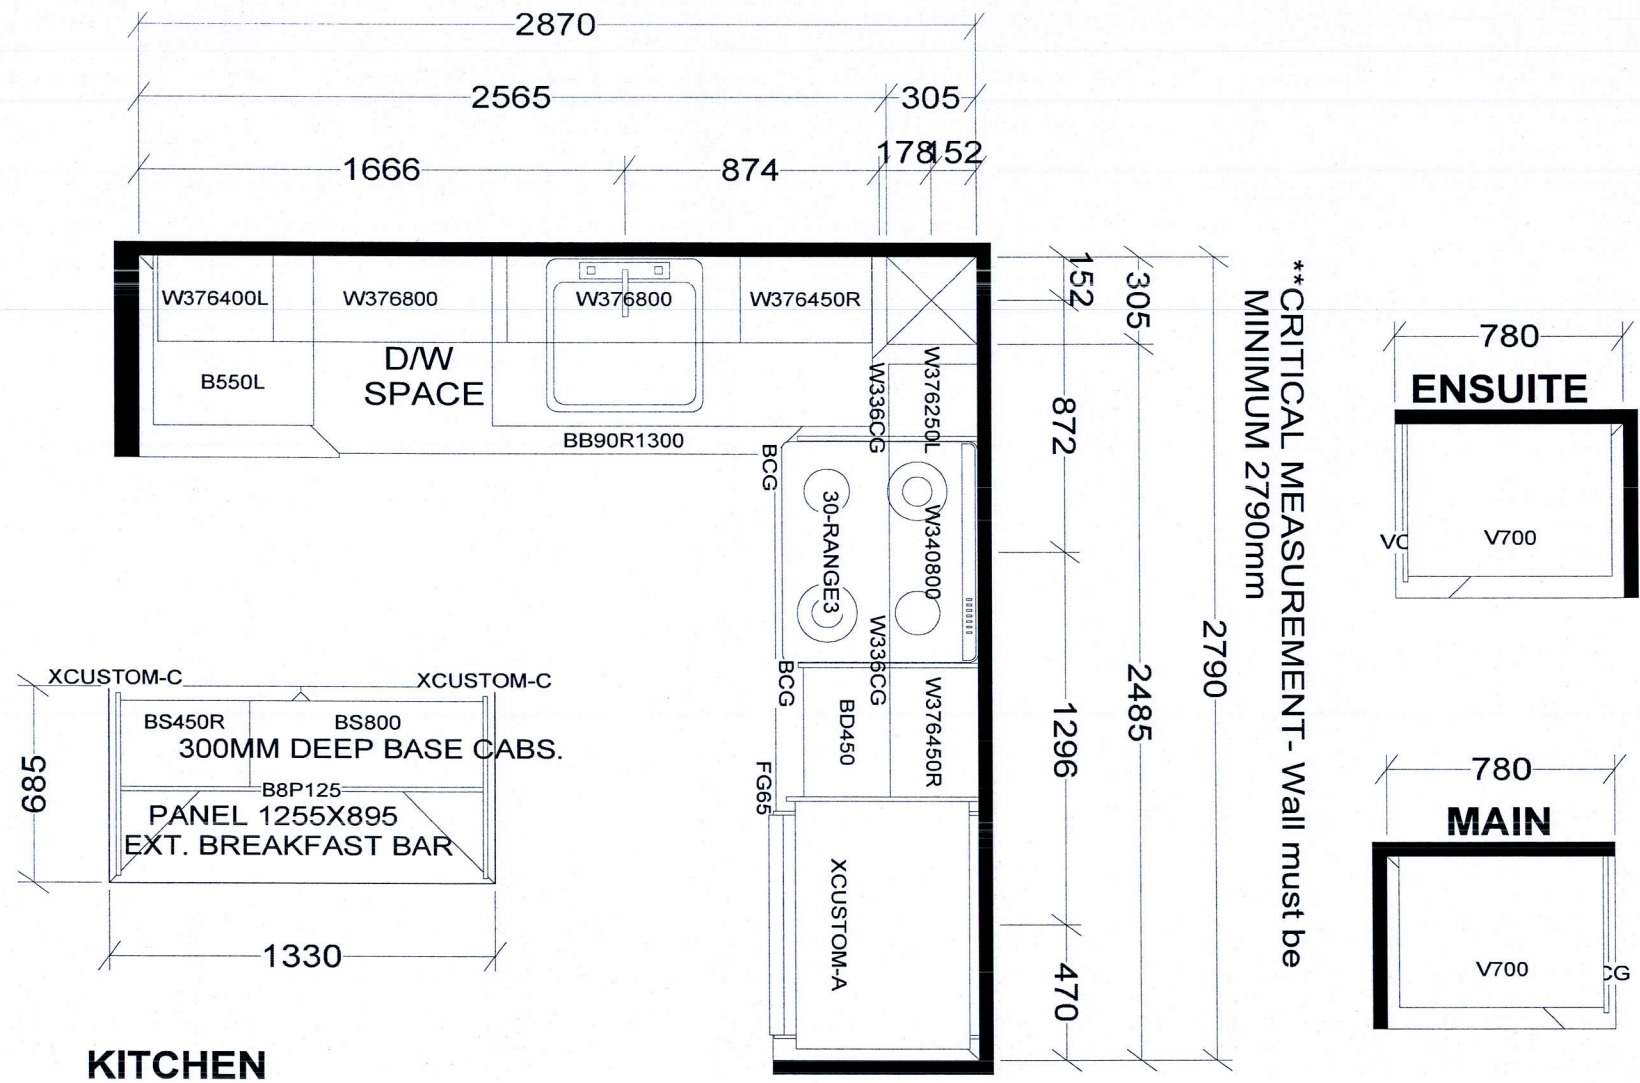 2870
2565
305
1666
874
178
152
W376400L
W376800
W376800
W376450R
B550L
D/W
SPACE
BB90R1300
W336CG
W376250L
BCG
30-RANGE3
W340800
W336CG
BCG
BD450
W376450R
FG65
XCUSTOM-A
152
305
872
1296
2485
2790
470
**CRITICAL MEASUREMENT- Wall must be
MINIMUM 2790mm
780
ENSUITE
V700
780
MAIN
V700
CG
XCUSTOM-C
XCUSTOM-C
BS450R
BS800
300MM DEEP BASE CABS.
B8P125
PANEL 1255X895
EXT. BREAKFAST BAR
685
1330
KITCHEN